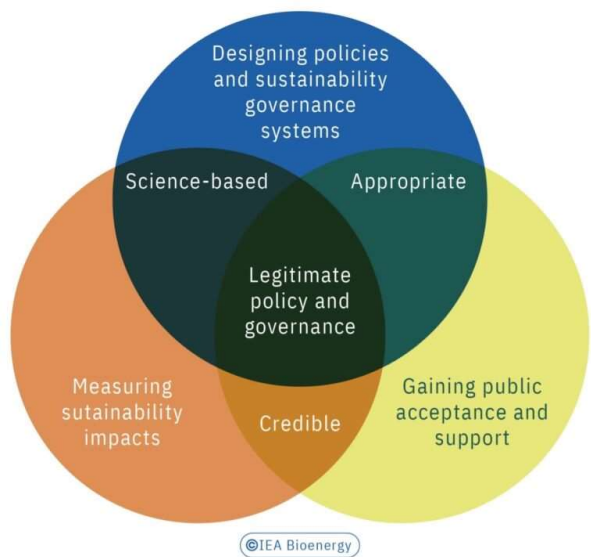 Designing policies
and sustainability
governance
systems
Science-based
Appropriate
Legitimate
policy and
governance
Measuring
sutainability
impacts
Credible
Gaining public
acceptance and
support
©IEA Bioenergy